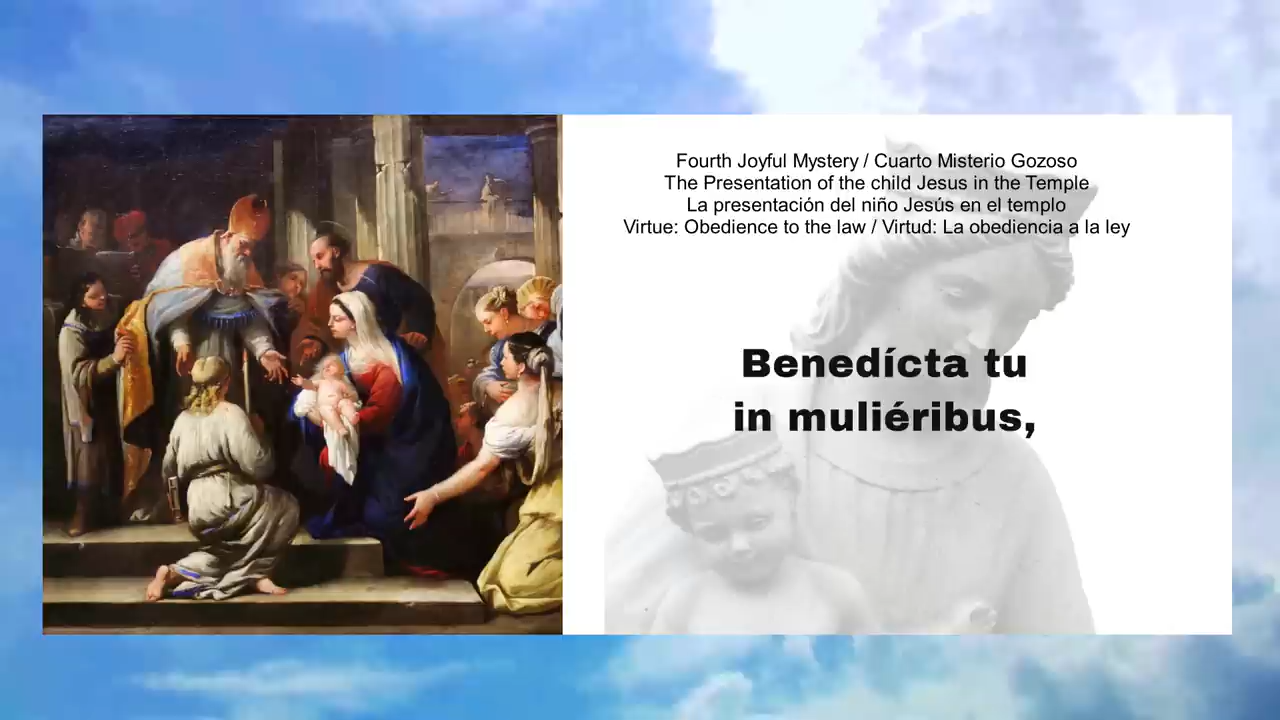 Fourth Joyful Mystery / Cuarto Misterio Gozoso
The Presentation of the child Jesus in the Temple
La presentación del niño Jesús en el templo
Virtue: Obedience to the law / Virtud: La obediencia a la ley
Benedícta tu
in muliéribus,